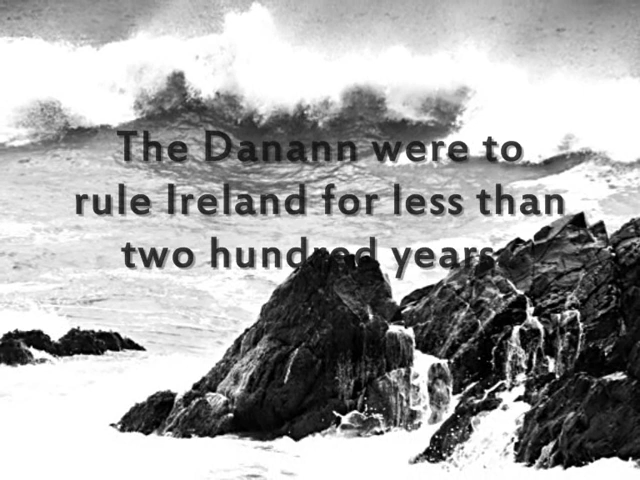 The Danann were to
rule Ireland for less than
two hundred years